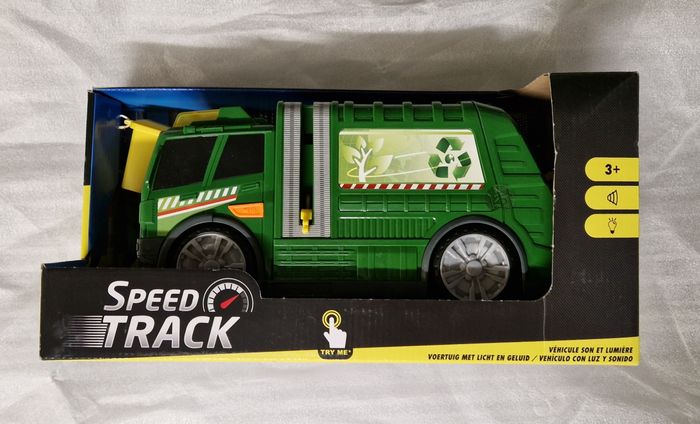 3+
SPEED
TRACK
TRY ME*
VÉHICULE SON ET LUMIÈRE
VOERTUIG MET LICHT EN GELUID / VEHÍCULO CON LUZ Y SONIDO